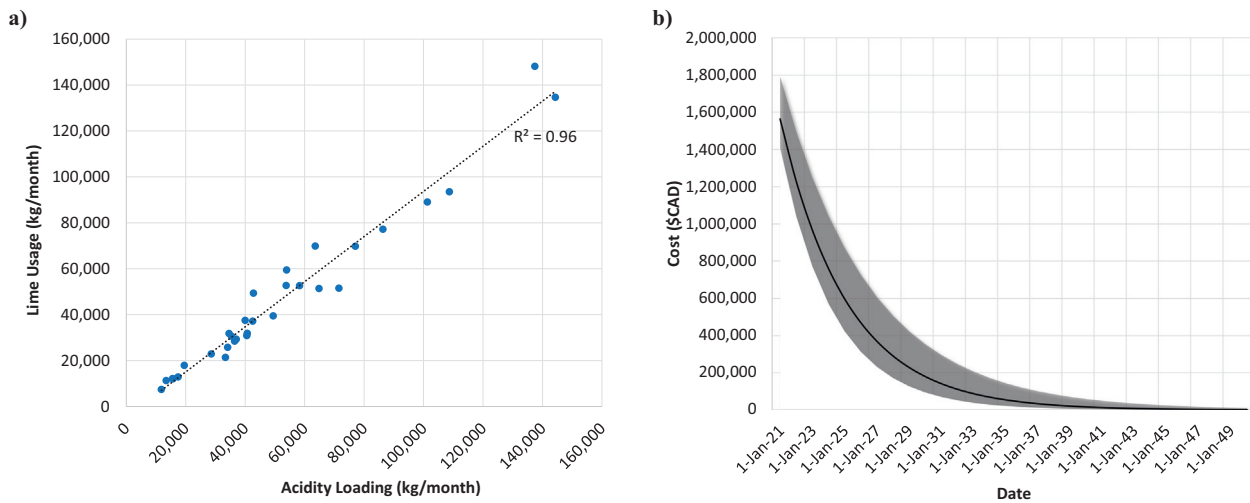 a)
Lime Usage (kg/month)
160,000
140,000
120,000
100,000
80,000
60,000
40,000
20,000
0
R² = 0.96
0
20,000
40,000
60,000
80,000
100,000
120,000
140,000
160,000
Acidity Loading (kg/month)
b)
Cost ($CAD)
2,000,000
1,800,000
1,600,000
1,400,000
1,200,000
1,000,000
800,000
600,000
400,000
200,000
0
1-Jan-21
1-Jan-23
1-Jan-25
1-Jan-27
1-Jan-29
1-Jan-31
1-Jan-33
1-Jan-35
1-Jan-37
1-Jan-39
1-Jan-41
1-Jan-43
1-Jan-45
1-Jan-47
1-Jan-49
Date